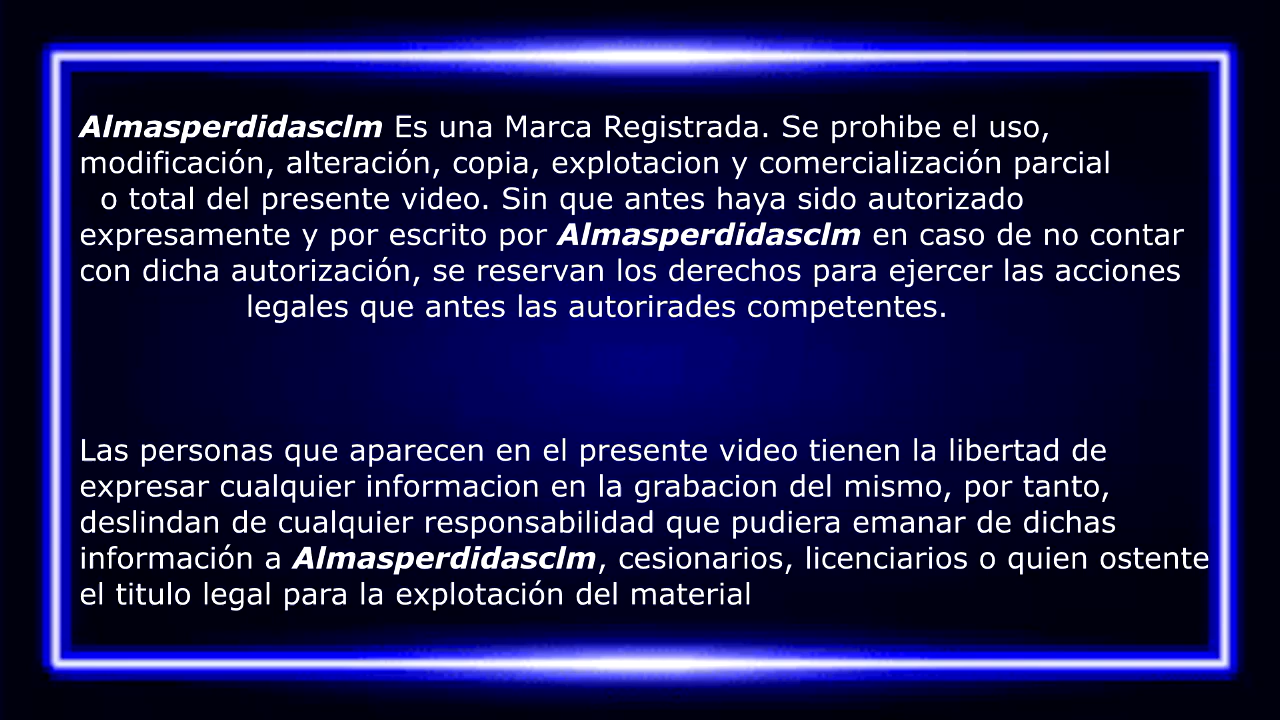 Almasperdidasclm Es una Marca Registrada. Se prohibe el uso,
modificación, alteración, copia, explotacion y comercialización parcial
o total del presente video. Sin que antes haya sido autorizado
expresamente y por escrito por Almasperdidasclm en caso de no contar
con dicha autorización, se reservan los derechos para ejercer las acciones
legales que antes las autorirades competentes.
Las personas que aparecen en el presente video tienen la libertad de
expresar cualquier informacion en la grabacion del mismo, por tanto,
deslindan de cualquier responsabilidad que pudiera emanar de dichas
información a Almasperdidasclm, cesionarios, licenciarios o quien ostente
el titulo legal para la explotación del material